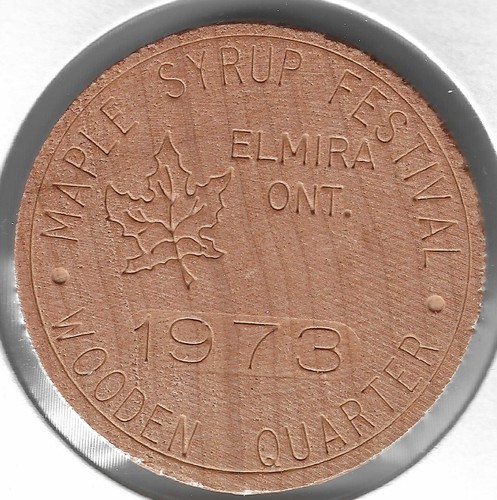 MAPLE SYRUP FESTIVAL
ELMIRA
ONT.
1973
WOODEN QUARTER